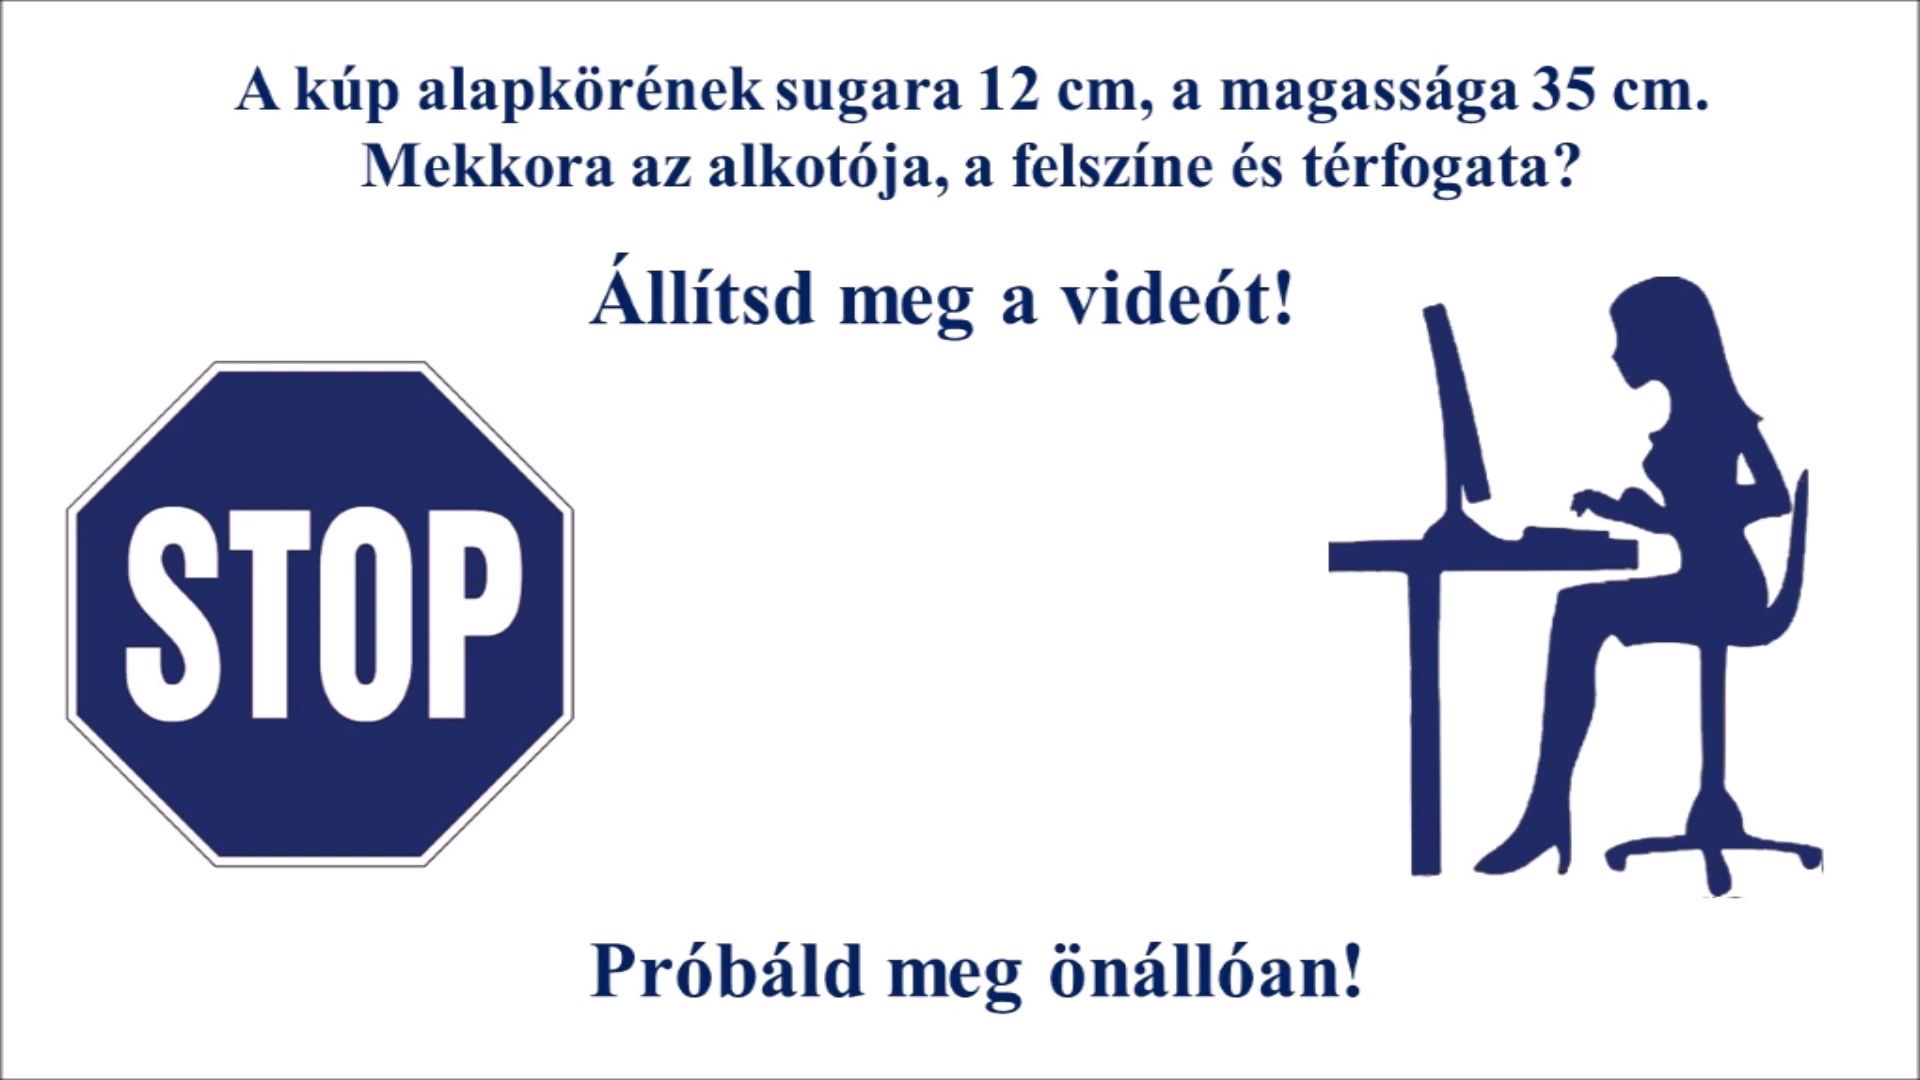 A kúp alapkörének sugara 12 cm, a magassága 35 cm.
Mekkora az alkotója, a felszíne és térfogata?
Állítsd meg a videót!
STOP
Próbáld meg önállóan!